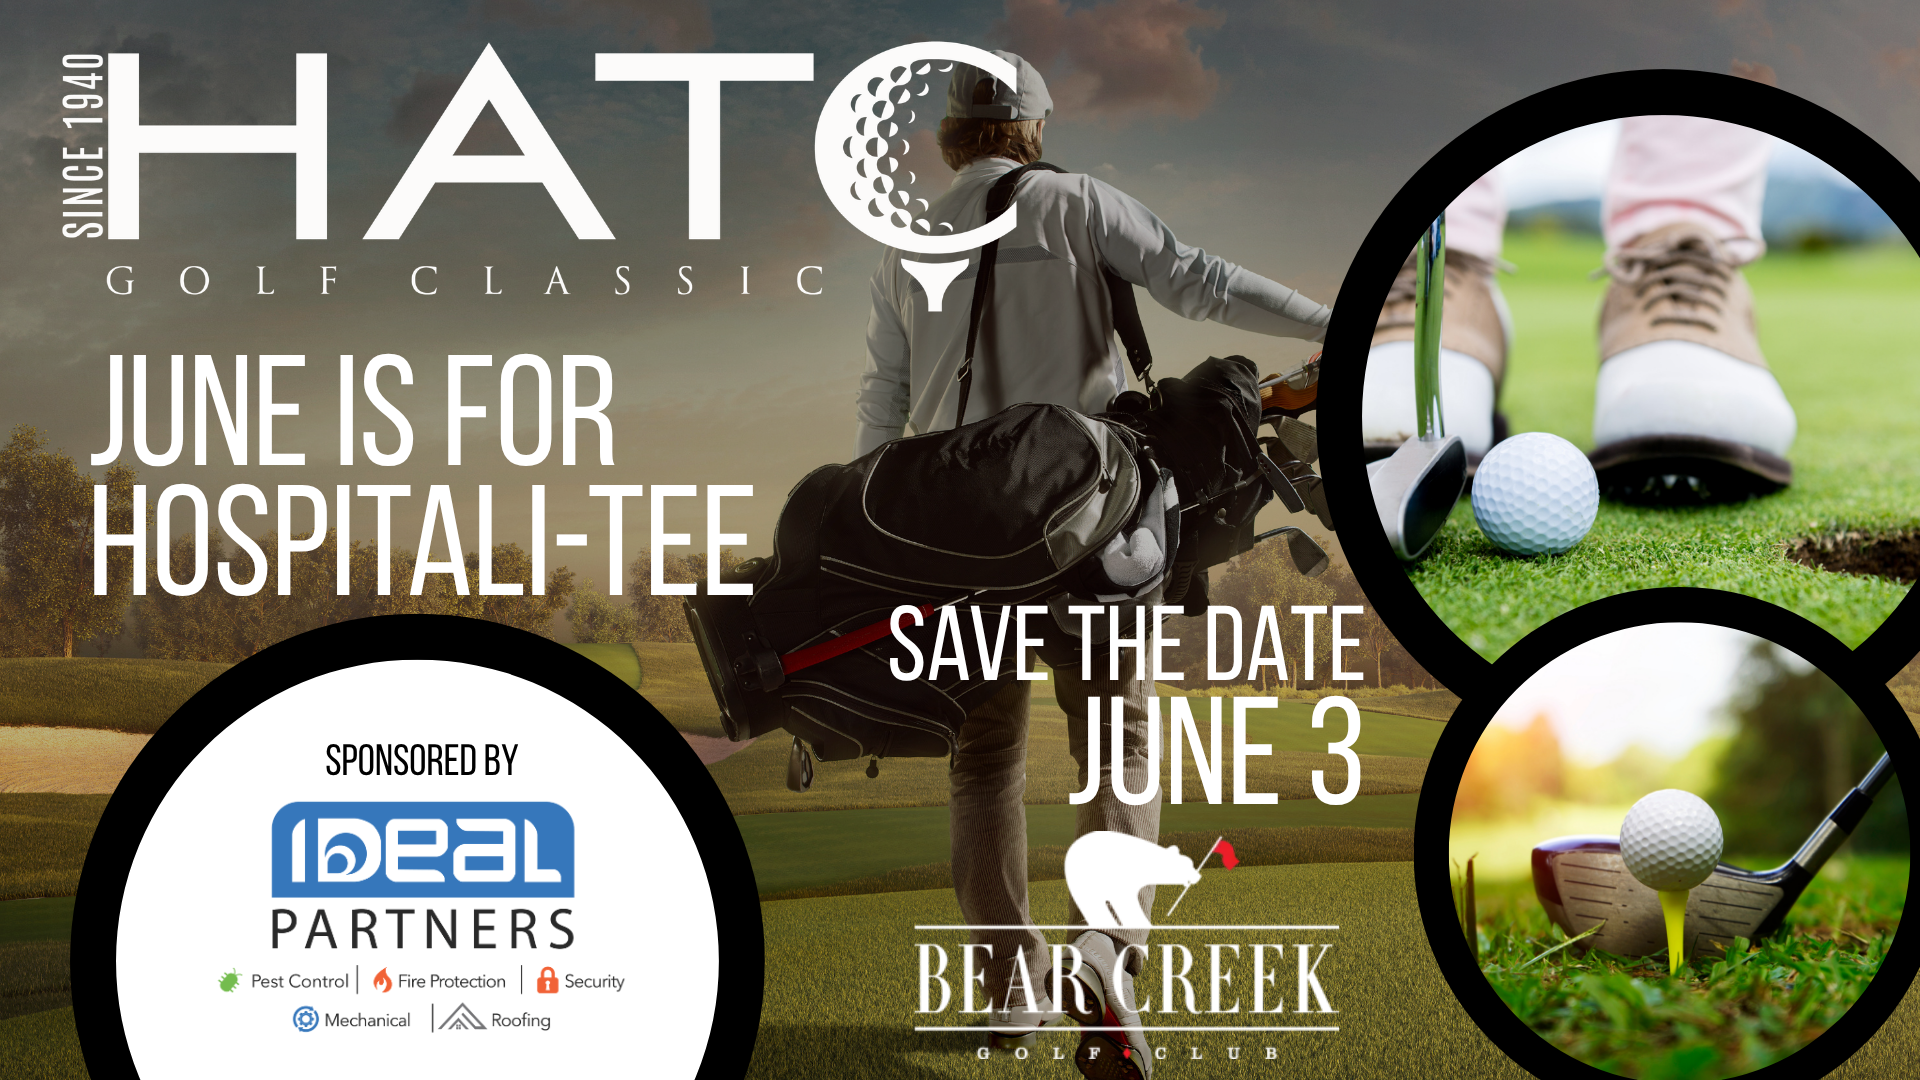 SINCE 1940
HATC
GOLF CLASSIC
JUNE IS FOR
HOSPITALI-TEE
SAVE THE DATE
JUNE 3
SPONSORED BY
IDEAL
PARTNERS
Pest Control | Fire Protection | Security
Mechanical | Roofing
BEAR CREEK
GOLF CLUB